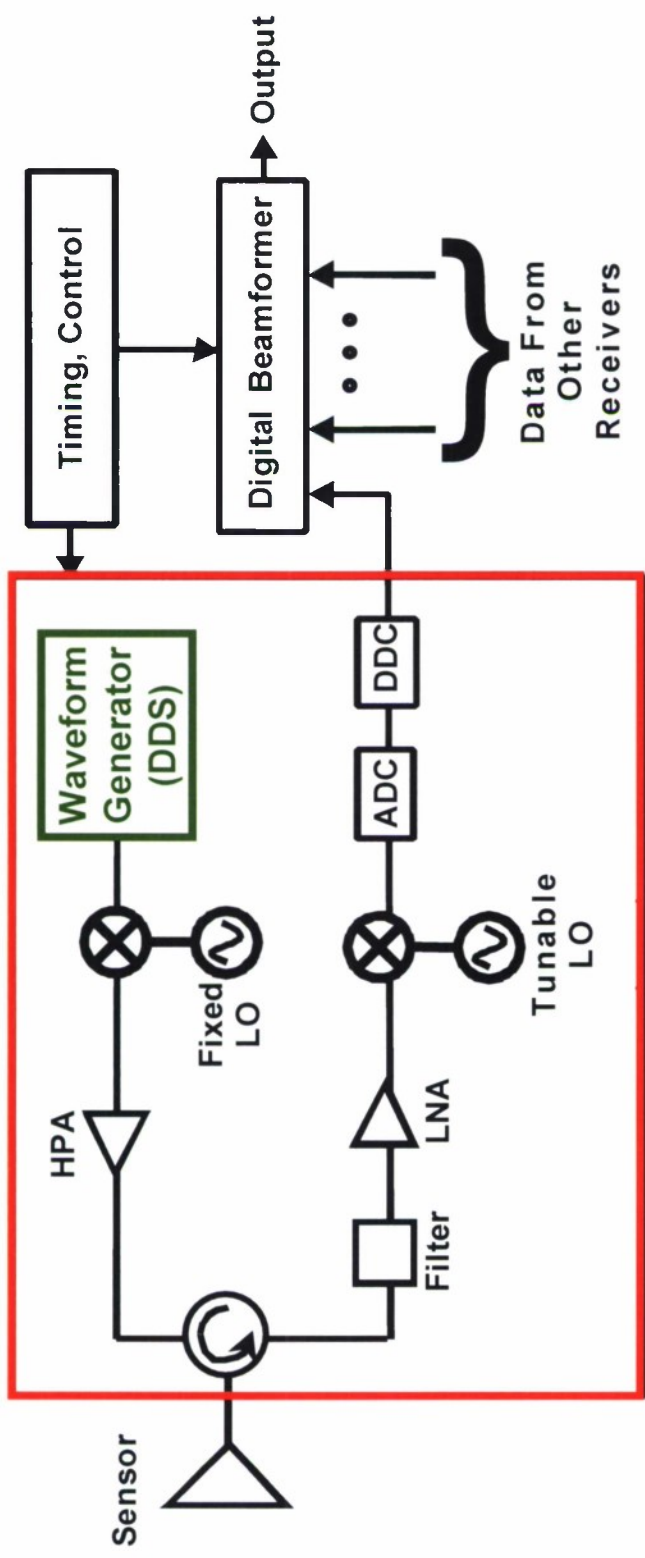 Sensor
HPA
Fixed
LO
Waveform
Generator
(DDS)
Timing, Control
Filter
LNA
Tunable
LO
ADC
DDC
Digital Beamformer
Output
Data From
Other
Receivers